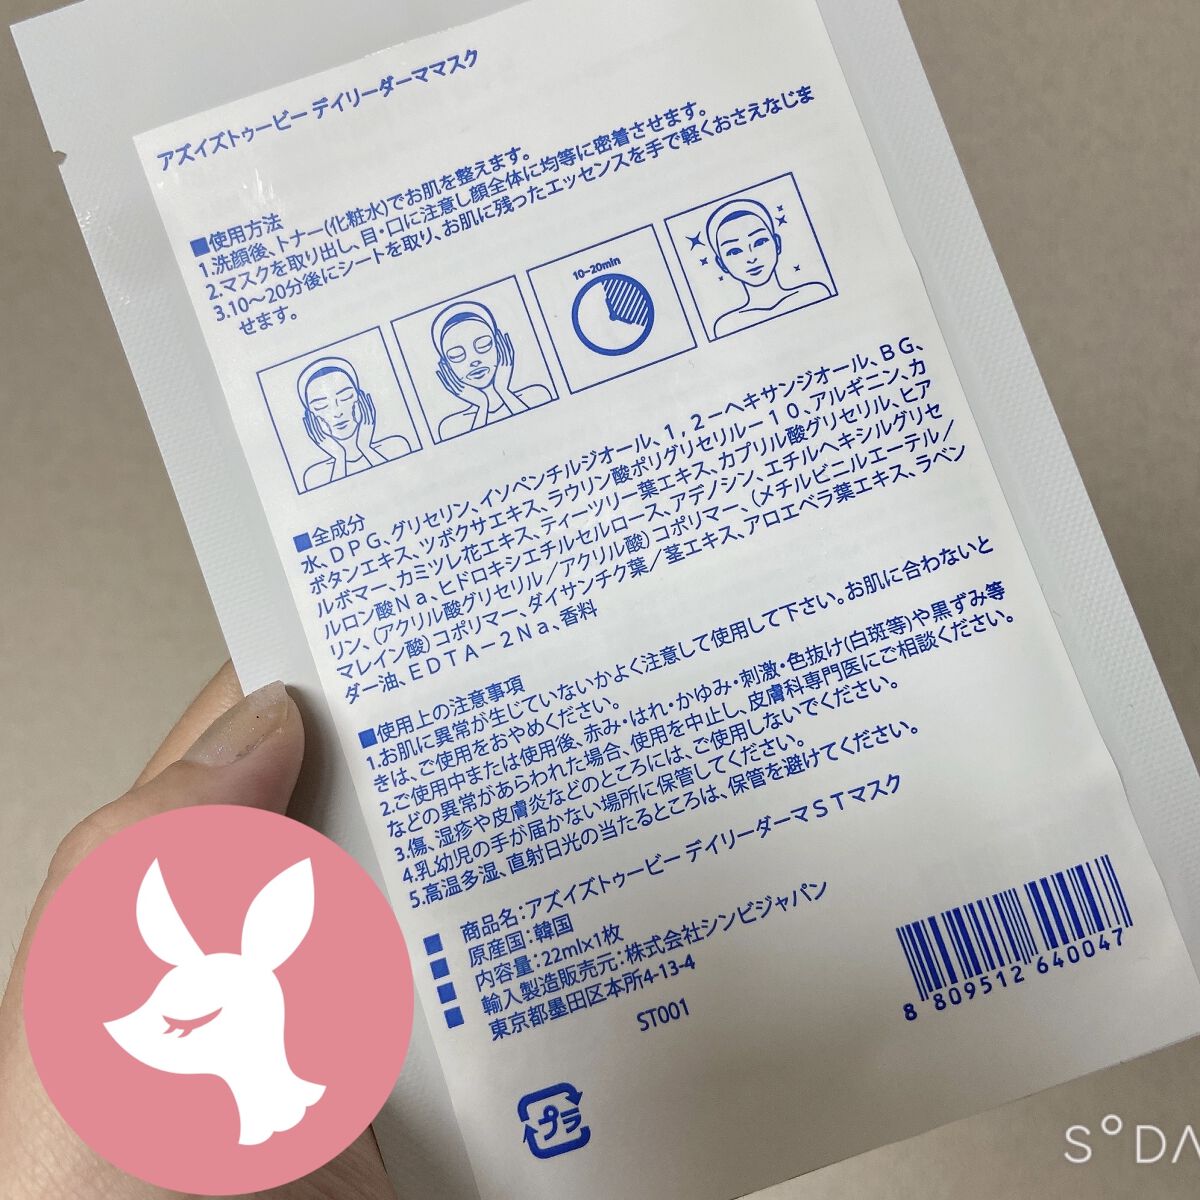 アズイズトゥービー デイリーダーママスク
■使用方法
1.洗顔後、トナー(化粧水)でお肌を整えます。
2.マスクを取り出し、目・口に注意し顔全体に均等に密着させます。
3.10～20分後にシートを取り、お肌に残ったエッセンスを手で軽くおさえなじま
せます。
10-20min
■全成分
水、DPG、グリセリン、イソペンチルジオール、1,2-ヘキサンジオール、BG、
ボタンエキス、ツボクサエキス、ラウリン酸ポリグリセリル-10、アルギニン、カ
ルボマー、カミツレ花エキス、ティーツリー葉エキス、カプリル酸グリセリル、ヒア
ルロン酸Na、ヒドロキシエチルセルロース、アデノシン、エチルヘキシルグリセ
リン、(アクリル酸グリセリル/アクリル酸)コポリマー、(メチルビニルエーテル/
マレイン酸)コポリマー、ダイサンチク葉/茎エキス、アロエベラ葉エキス、ラベン
ダー油、EDTA-2Na、香料
■使用上の注意事項
1.お肌に異常が生じていないかよく注意して使用して下さい。お肌に合わないと
きは、ご使用をおやめください。
2.ご使用中または使用後、赤み・はれ・かゆみ・刺激・色抜け(白斑等)や黒ずみ等
などの異常があらわれた場合、使用を中止し、皮膚科専門医にご相談ください。
3.傷、湿疹や皮膚炎などのところには、ご使用しないでください。
4.乳幼児の手が届かない場所に保管してください。
5.高温多湿、直射日光の当たるところは、保管を避けてください。
■ 商品名:アズイズトゥービー デイリーダーマSTマスク
■ 原産国:韓国
■ 内容量:22ml×1枚
■ 輸入製造販売元:株式会社シンビジャパン
東京都墨田区本所4-13-4
ST001
8 809512 640047
プラ
SODA